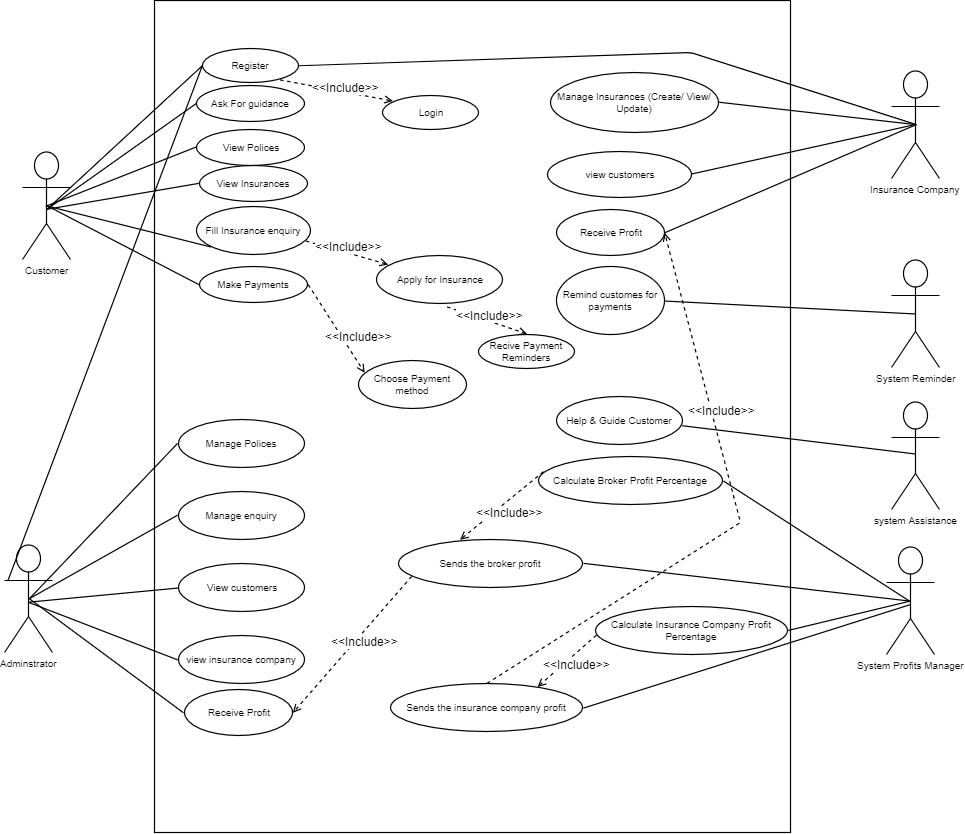 Register
<<Include>>
Login
Ask For guidance
View Polices
View Insurances
Fill Insurance enquiry
<<Include>>
Make Payments
Apply for Insurance
<<Include>>
Recive Payment
Reminders
<<Include>>
Choose Payment
method
Customer
Manage Insurances (Create/ View/
Update)
view customers
Receive Profit
Remind customes for
payments
Insurance Company
System Reminder
<<Include>>
Help & Guide Customer
system Assistance
Calculate Broker Profit Percentage
<<Include>>
Sends the broker profit
<<Include>>
Calculate Insurance Company Profit
Percentage
<<Include>>
Sends the insurance company profit
System Profits Manager
Manage Polices
Manage enquiry
View customers
view insurance company
Receive Profit
Adminstrator